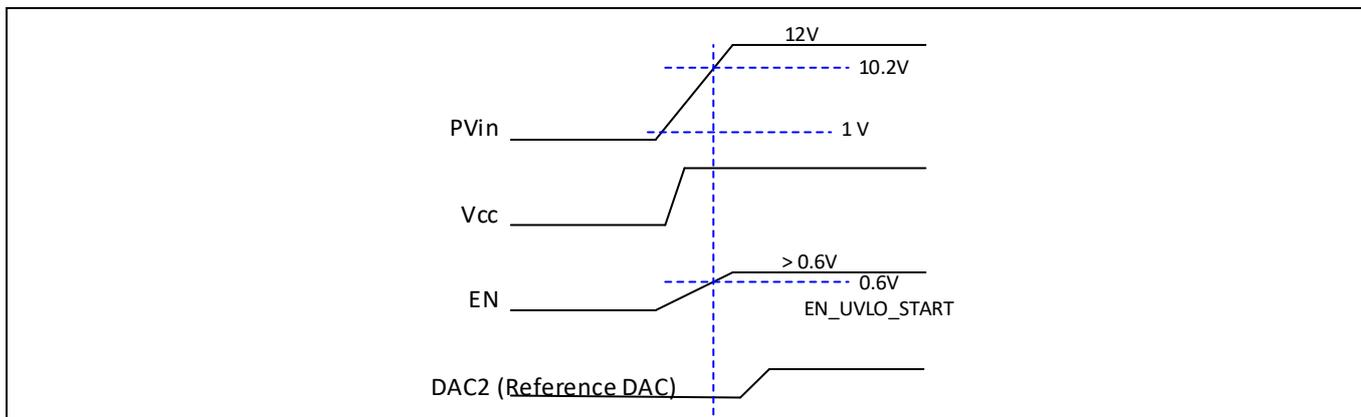 12V
10.2V
PVin
1 V
Vcc
> 0.6V
0.6V
EN
EN_UVLO_START
DAC2 (Reference DAC)